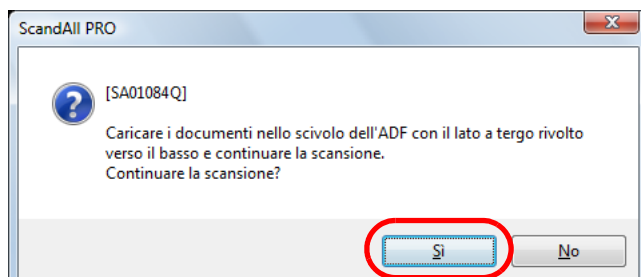 ScandAll PRO
[SA01084Q]
Caricare i documenti nello scivolo dell'ADF con il lato a tergo rivolto
verso il basso e continuare la scansione.
Continuare la scansione?
Sì
No